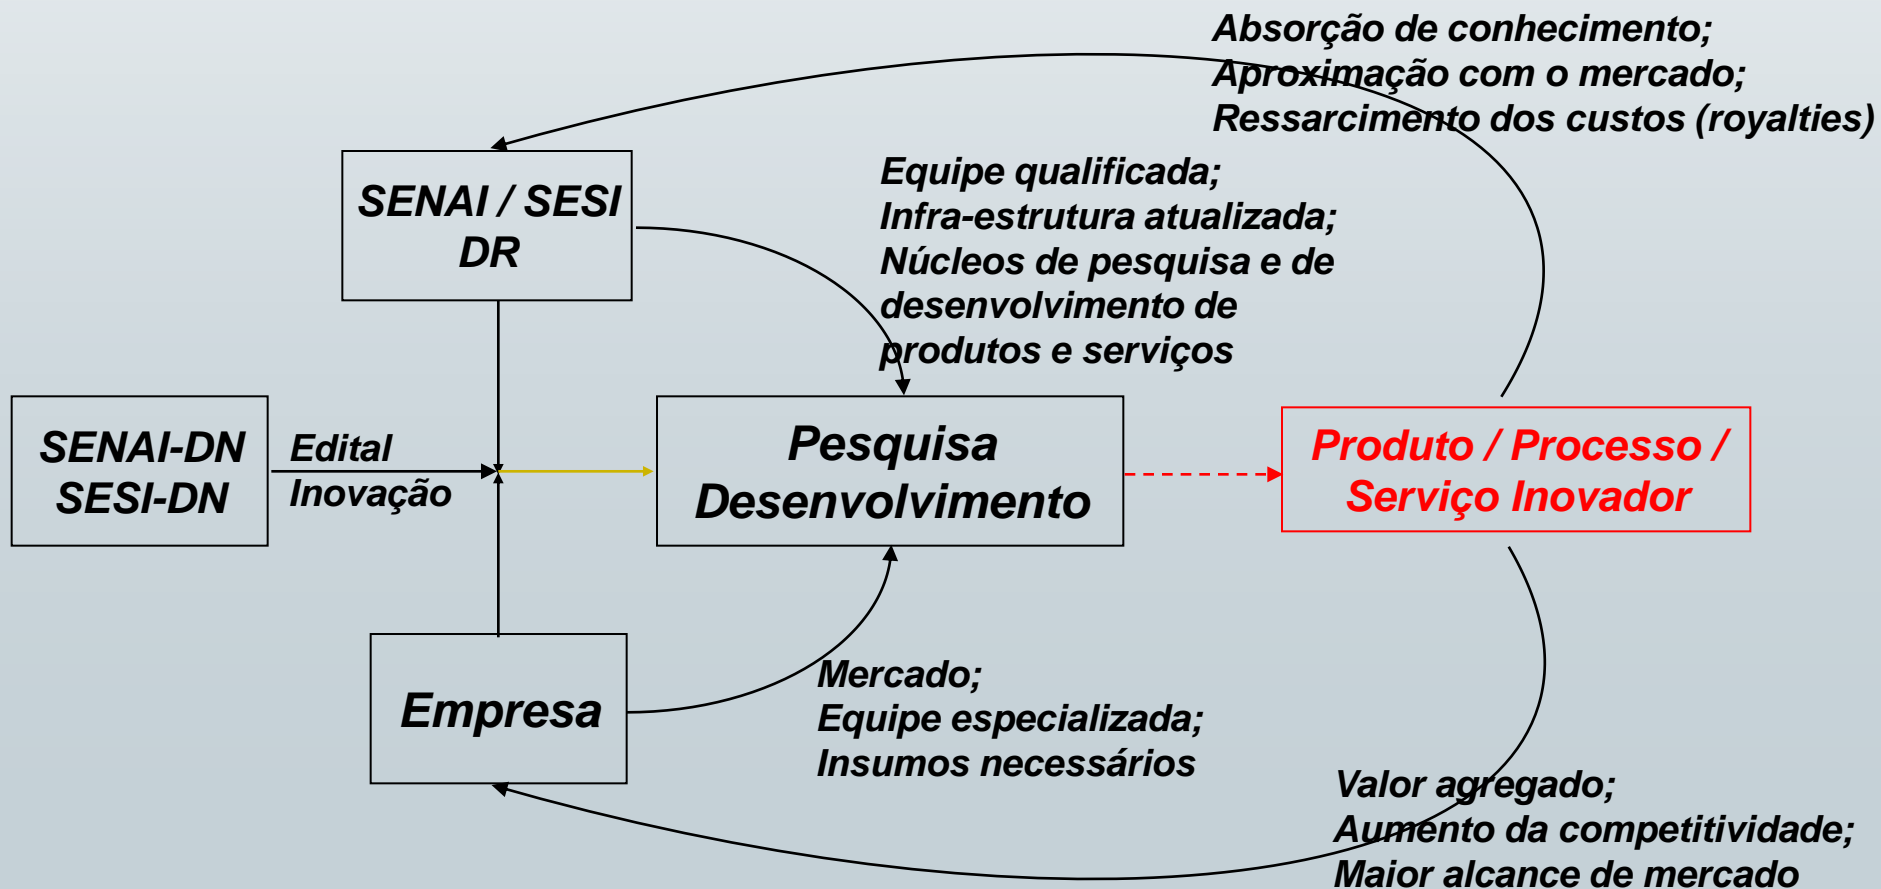 Absorção de conhecimento;
Aproximação com o mercado;
Ressarcimento dos custos (royalties)
SENAI / SESI
DR
Equipe qualificada;
Infra-estrutura atualizada;
Núcleos de pesquisa e de
desenvolvimento de
produtos e serviços
SENAI-DN
SESI-DN
Edital
Inovação
Pesquisa
Desenvolvimento
Produto / Processo /
Serviço Inovador
Empresa
Mercado;
Equipe especializada;
Insumos necessários
Valor agregado;
Aumento da competitividade;
Maior alcance de mercado